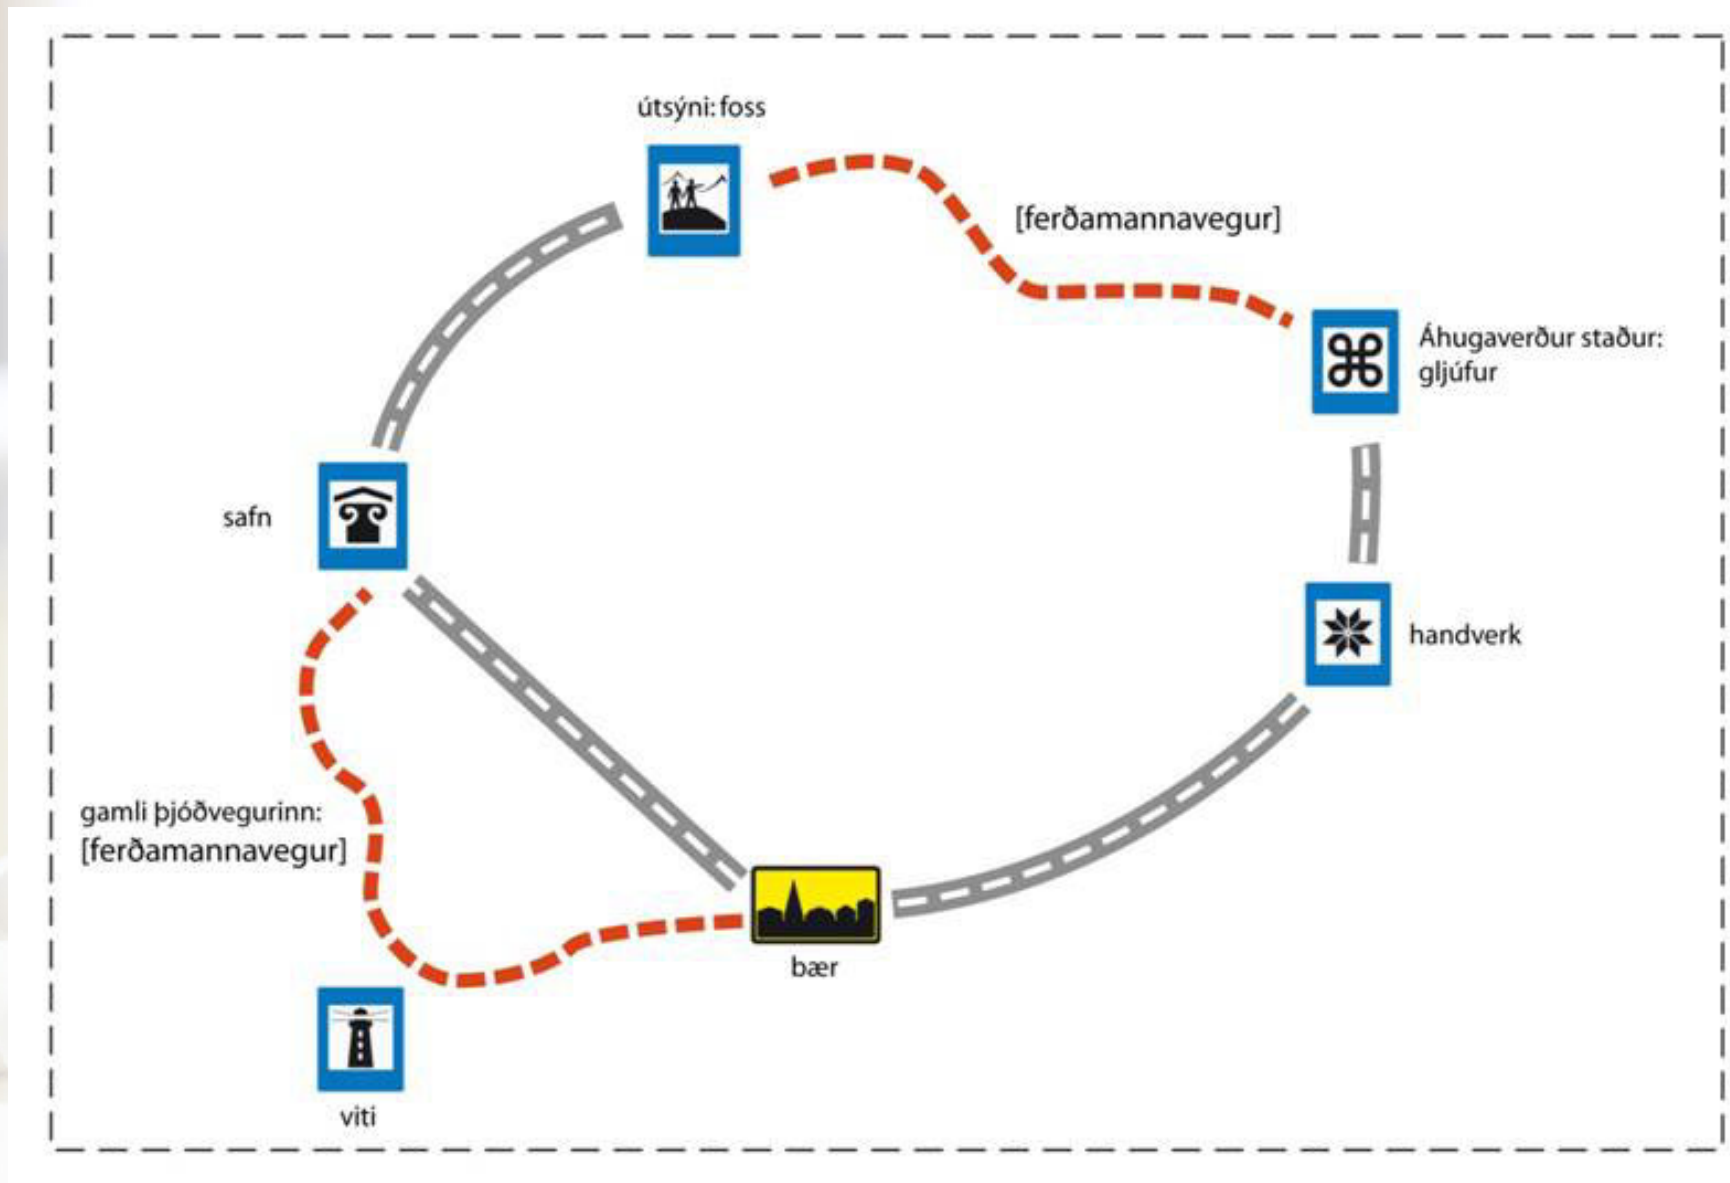 útsýni: foss
[ferðamannavegur]
Áhugaverður staður:
gljúfur
safn
handverk
gamli þjóðvegurinn:
[ferðamannavegur]
bær
viti